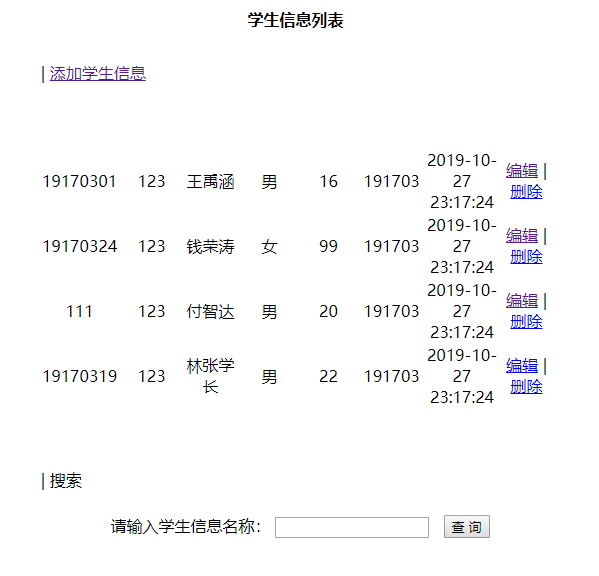 学生信息列表
| 添加学生信息
19170301 123 王禹涵 男 16 191703 2019-10-27 23:17:24 编辑 | 删除
19170324 123 钱荣涛 女 99 191703 2019-10-27 23:17:24 编辑 | 删除
111 123 付智达 男 20 191703 2019-10-27 23:17:24 编辑 | 删除
19170319 123 林张学长 男 22 191703 2019-10-27 23:17:24 编辑 | 删除
| 搜索
请输入学生信息名称： 查 询